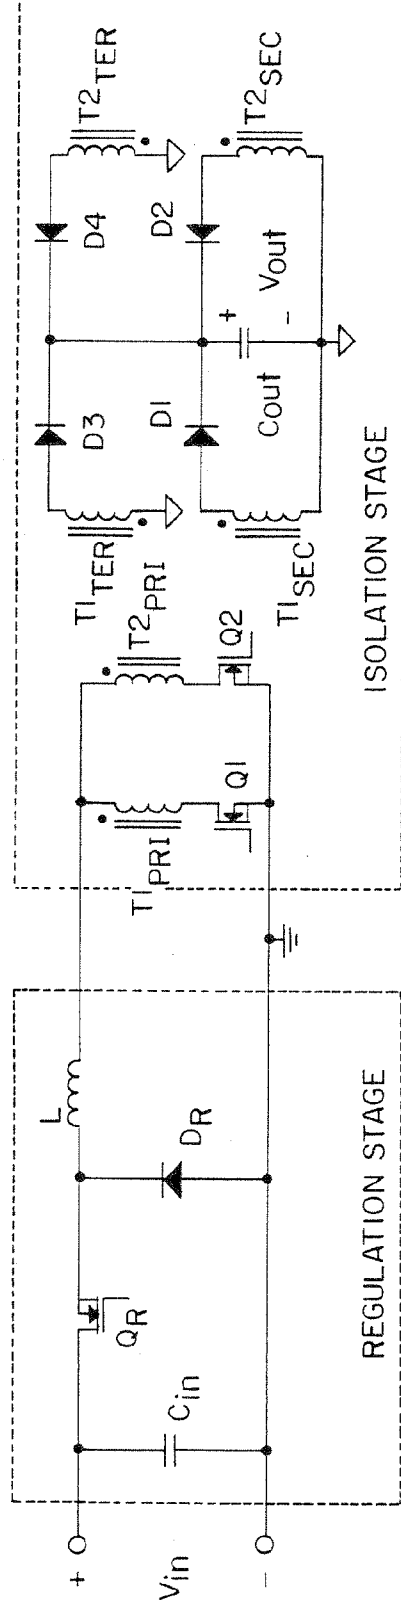 +
Vin
-
Cin
QR
DR
L
REGULATION STAGE
T1PRI
T2PRI
Q1
Q2
T1TER
T1SEC
D3
D1
D4
D2
Cout
+
Vout
-
T2TER
T2SEC
ISOLATION STAGE